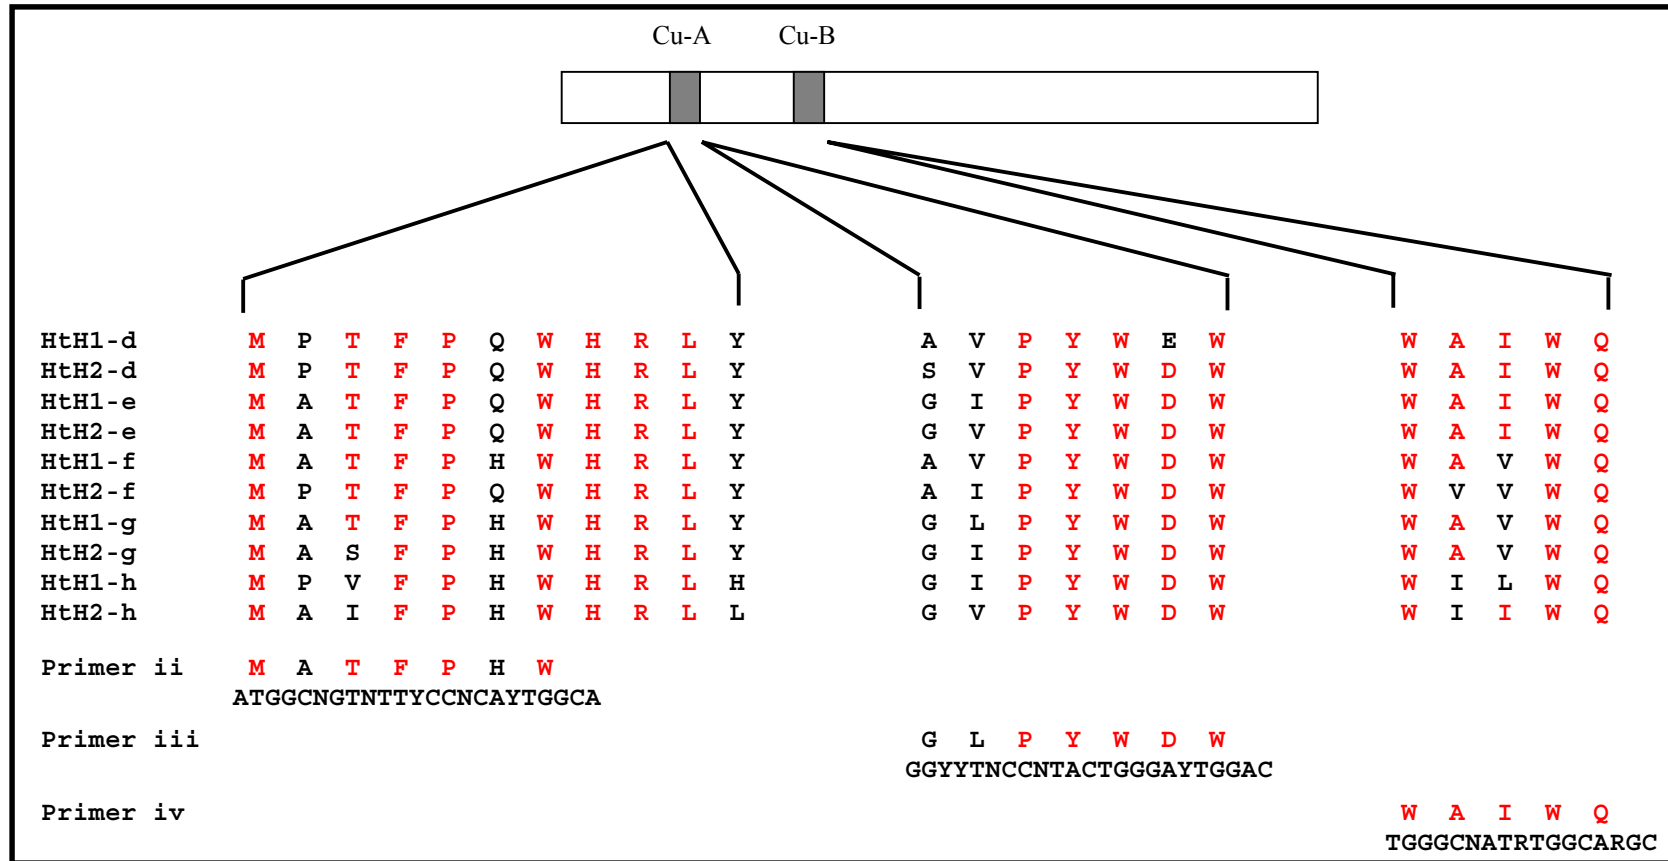 Cu-A Cu-B
HtH1-d M P T F P Q W H R L Y A V P Y W E W W A I W Q
HtH2-d M P T F P Q W H R L Y S V P Y W D W W A I W Q
HtH1-e M A T F P Q W H R L Y G I P Y W D W W A I W Q
HtH2-e M A T F P Q W H R L Y G V P Y W D W W A I W Q
HtH1-f M A T F P H W H R L Y A V P Y W D W W A V W Q
HtH2-f M P T F P Q W H R L Y A I P Y W D W W V V W Q
HtH1-g M A T F P H W H R L Y G L P Y W D W W A V W Q
HtH2-g M A S F P H W H R L Y G I P Y W D W W A V W Q
HtH1-h M P V F P H W H R L H G I P Y W D W W I L W Q
HtH2-h M A I F P H W H R L L G V P Y W D W W I I W Q
Primer ii M A T F P H W
ATGGCNGTNTTYCCNCAYTGGCA
Primer iii G L P Y W D W
GGYYTNCCNTACTGGGAYTGGAC
Primer iv W A I W Q
TGGGCNATRTGGCARGC